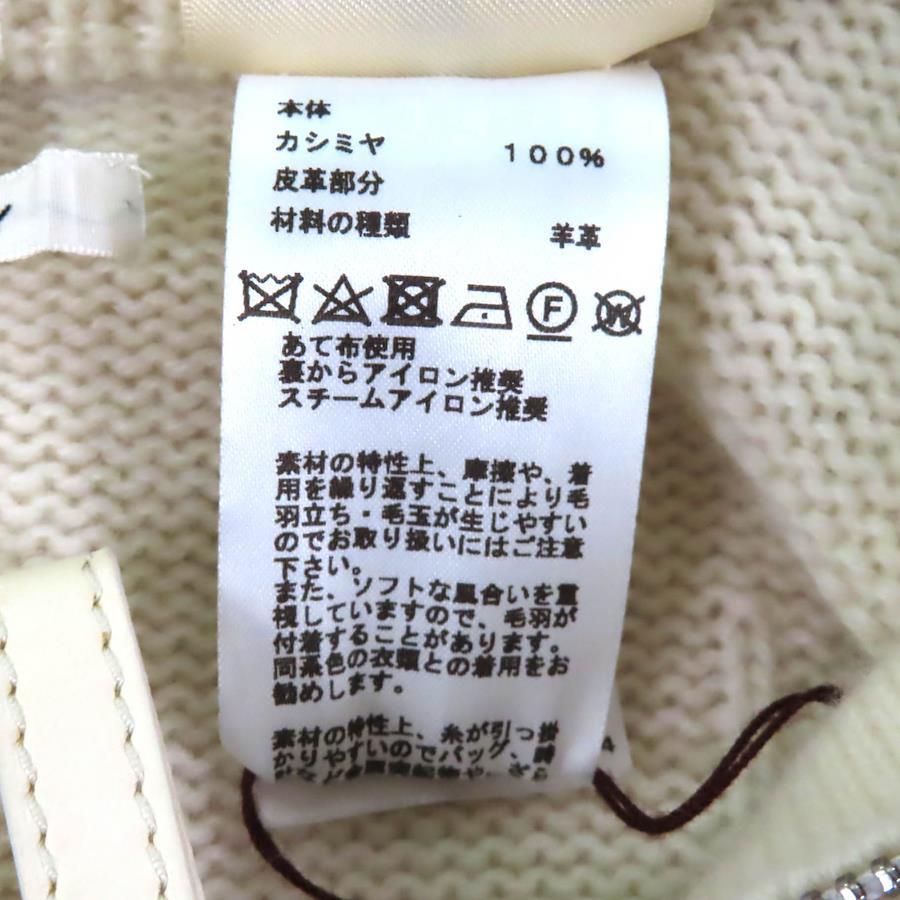 本体
カシミヤ 100%
皮革部分
材料の種類 羊革
F W
あて布使用
裏からアイロン推奨
スチームアイロン推奨
素材の特性上、摩擦や、着
用を繰り返すことにより毛
羽立ち・毛玉が生じやすい
のでお取り扱いにはご注意
下さい。
また、ソフトな風合いを重
視していますので、毛羽が
付着することがあります。
同系色の衣類との着用をお
勧めします。
素材の特性上、糸が引っ掛
かりやすいのでバッグ、時
計など
4